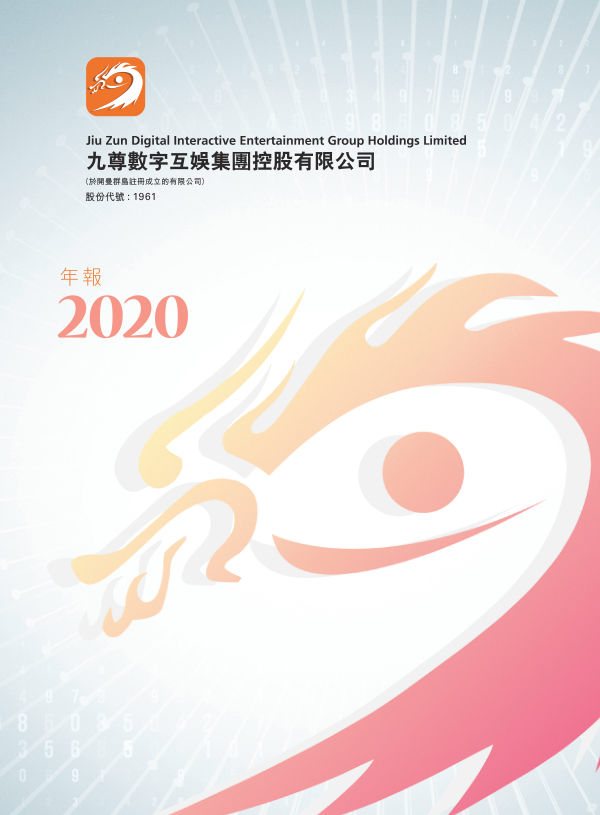 Jiu Zun Digital Interactive Entertainment Group Holdings Limited
九尊數字互娛集團控股有限公司
(於開曼群島註冊成立的有限公司)
股份代號 : 1961
年報
2020